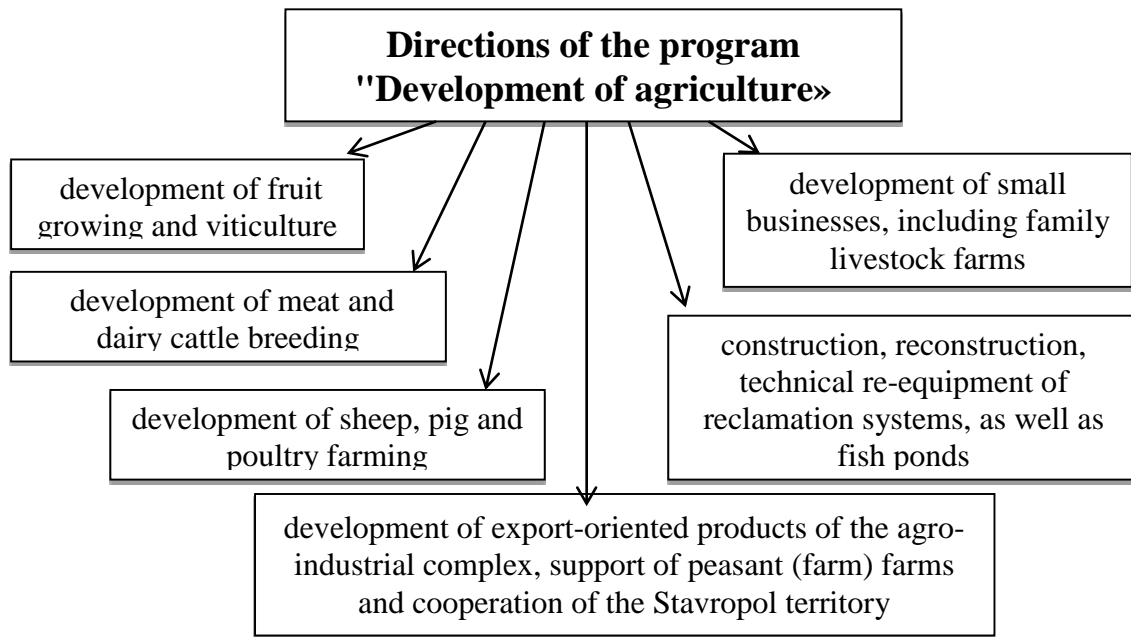 Directions of the program
"Development of agriculture»
development of fruit
growing and viticulture
development of meat and
dairy cattle breeding
development of sheep, pig and
poultry farming
development of export-oriented products of the agro-
industrial complex, support of peasant (farm) farms
and cooperation of the Stavropol territory
construction, reconstruction,
technical re-equipment of
reclamation systems, as well as
fish ponds
development of small
businesses, including family
livestock farms